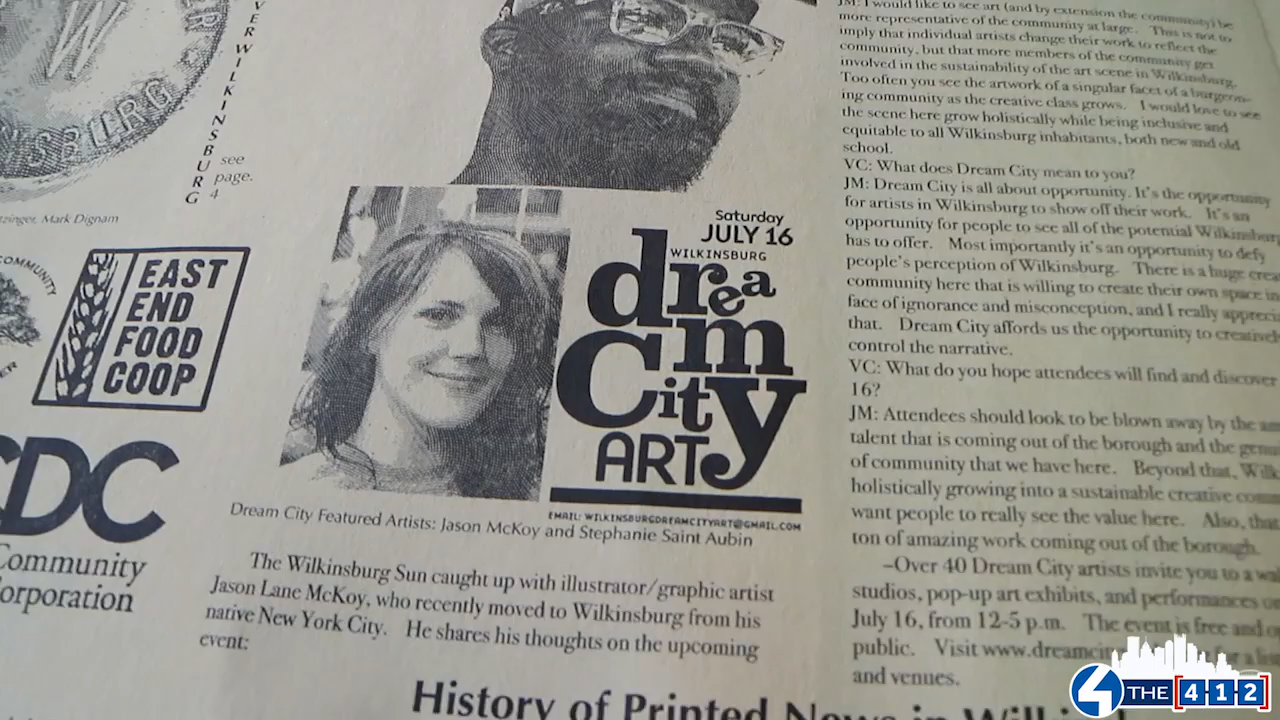 W
NSBURG
VER WILKINSBURG
see
page.
4
tzinger, Mark Dignam
COMMUNITY
ER
EAST
END
FOOD
COOP
CDC
Community
orporation
Saturday
JULY 16
WILKINSBURG
drea
m
City
ART
EMAIL: WILKINSBURGDREAMCITYART@GMAIL.COM
Dream City Featured Artists: Jason McKoy and Stephanie Saint Aubin
The Wilkinsburg Sun caught up with illustrator/graphic artist
Jason Lane McKoy, who recently moved to Wilkinsburg from his
native New York City. He shares his thoughts on the upcoming
event:
History of Printed News in Wilki
JM: I would like to see art (and by extension the community) be
more representative of the community at large. This is not to
imply that individual artists change their work to reflect the
community, but that more members of the community get
involved in the sustainability of the art scene in Wilkinsburg.
Too often you see the artwork of a singular facet of a burgeon-
ing community as the creative class grows. I would love to see
the scene here grow holistically while being inclusive and
equitable to all Wilkinsburg inhabitants, both new and old
school.
VC: What does Dream City mean to you?
JM: Dream City is all about opportunity. It's the opportunity
for artists in Wilkinsburg to show off their work. It's an
opportunity for people to see all of the potential Wilkinsburg
has to offer. Most importantly it's an opportunity to defy
people's perception of Wilkinsburg. There is a huge crea
community here that is willing to create their own space in
face of ignorance and misconception, and I really apprecia
that. Dream City affords us the opportunity to creatively
control the narrative.
VC: What do you hope attendees will find and discover
16?
JM: Attendees should look to be blown away by the am
talent that is coming out of the borough and the genu
of community that we have here. Beyond that, Wilk
holistically growing into a sustainable creative com
want people to really see the value here. Also, that
ton of amazing work coming out of the borough.
–Over 40 Dream City artists invite you to a wa
studios, pop-up art exhibits, and performances o
July 16, from 12-5 p.m. The event is free and o
public. Visit www.dreamcit for a lis
and venues.
4 THE 412